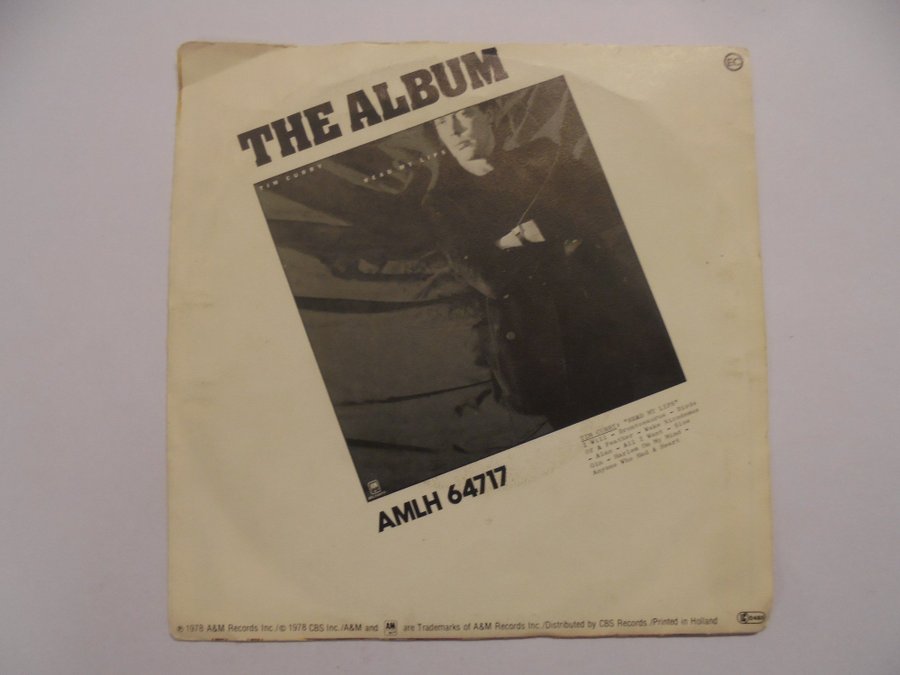 EC
THE ALBUM
TIM CURRY READ MY LIPS
TIM CURRY: "READ MY LIPS"
I Will - Brontosaurus - Birds
Of A Feather - Wake Nicodemus
- Alan - All I Want - Sloe
Gin - Harlem On My Mind -
Anyone Who Had A Heart
AMLH 64717
℗ 1978 A&M Records Inc./© 1978 CBS Inc./A&M and AM are Trademarks of A&M Records Inc./Distributed by CBS Records /Printed in Holland